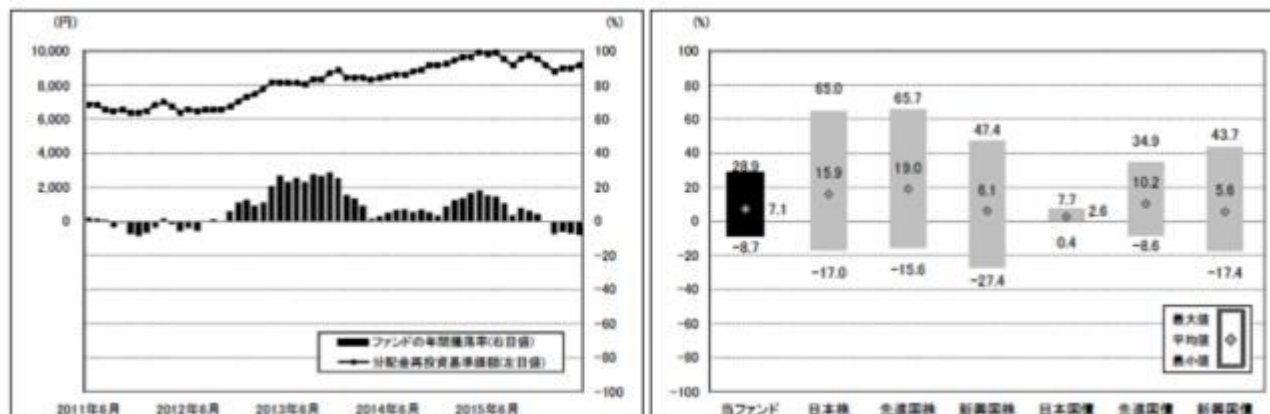 (円)
(%)
10,000
8,000
6,000
4,000
2,000
0
100
80
60
40
20
0
-20
-40
-60
-80
-100
ファンドの年間騰落率(右目盛)
分配金再投資基準価額(左目盛)
2011年6月
2012年6月
2013年6月
2014年6月
2015年6月
(%)
100
80
60
40
20
0
-20
-40
-60
-80
-100
28.9
7.1
-8.7
65.0
15.9
-17.0
65.7
19.0
-15.6
47.4
6.1
-27.4
7.7
2.6
0.4
34.9
10.2
-8.6
43.7
5.6
-17.4
最大値
平均値
最小値
当ファンド
日本株
先進国株
新興国株
日本国債
先進国債
新興国債